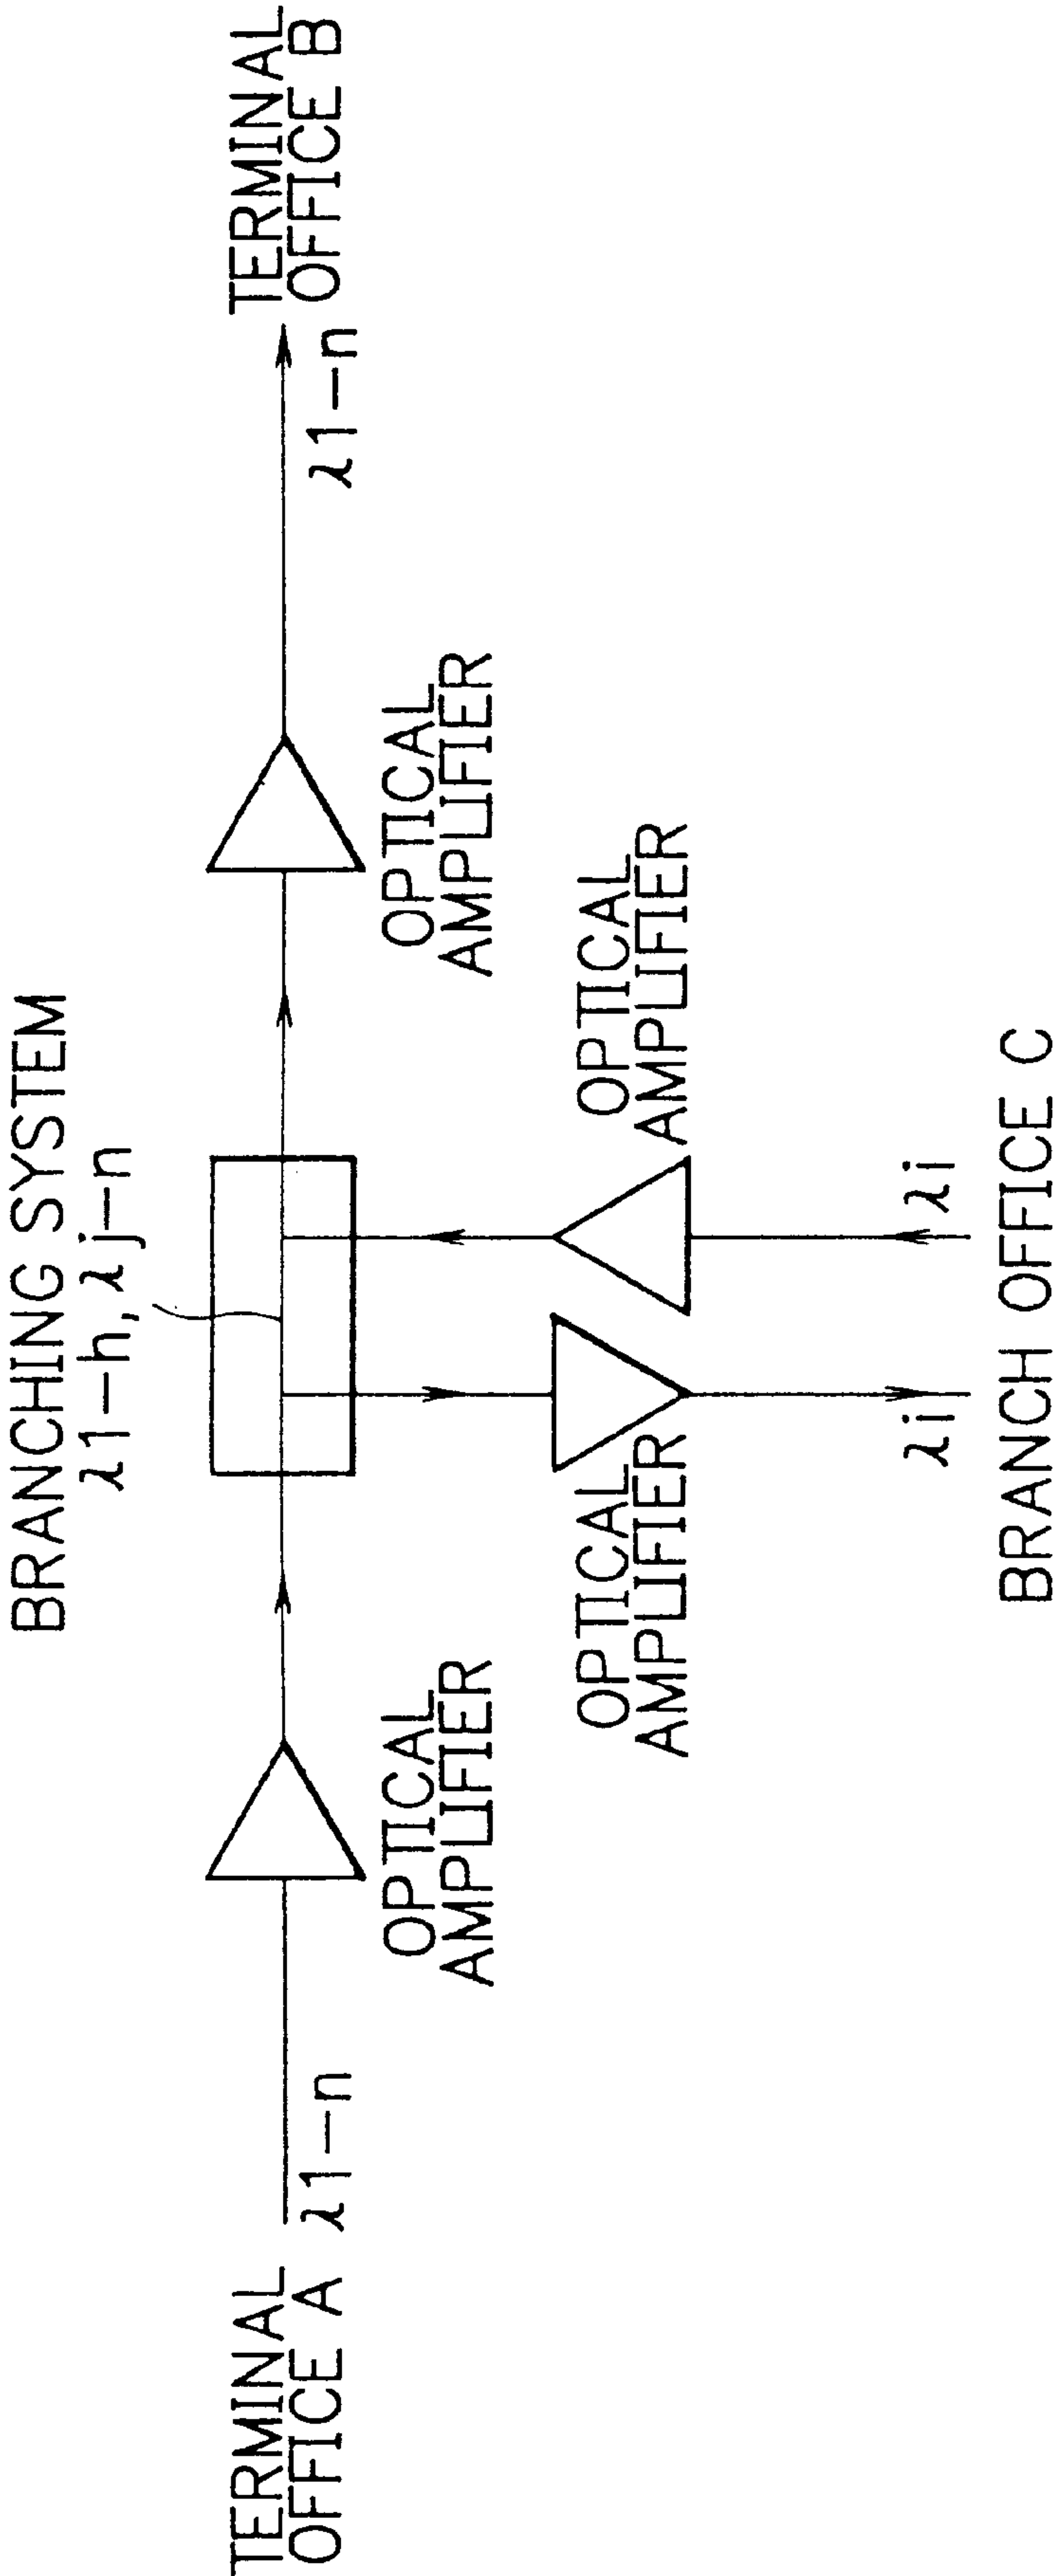 BRANCHING SYSTEM
λ1-h, λj-n
TERMINAL
OFFICE A
λ1-n
OPTICAL
AMPLIFIER
OPTICAL
AMPLIFIER
λ1-n
TERMINAL
OFFICE B
OPTICAL
AMPLIFIER
OPTICAL
AMPLIFIER
λi
λi
BRANCH OFFICE C